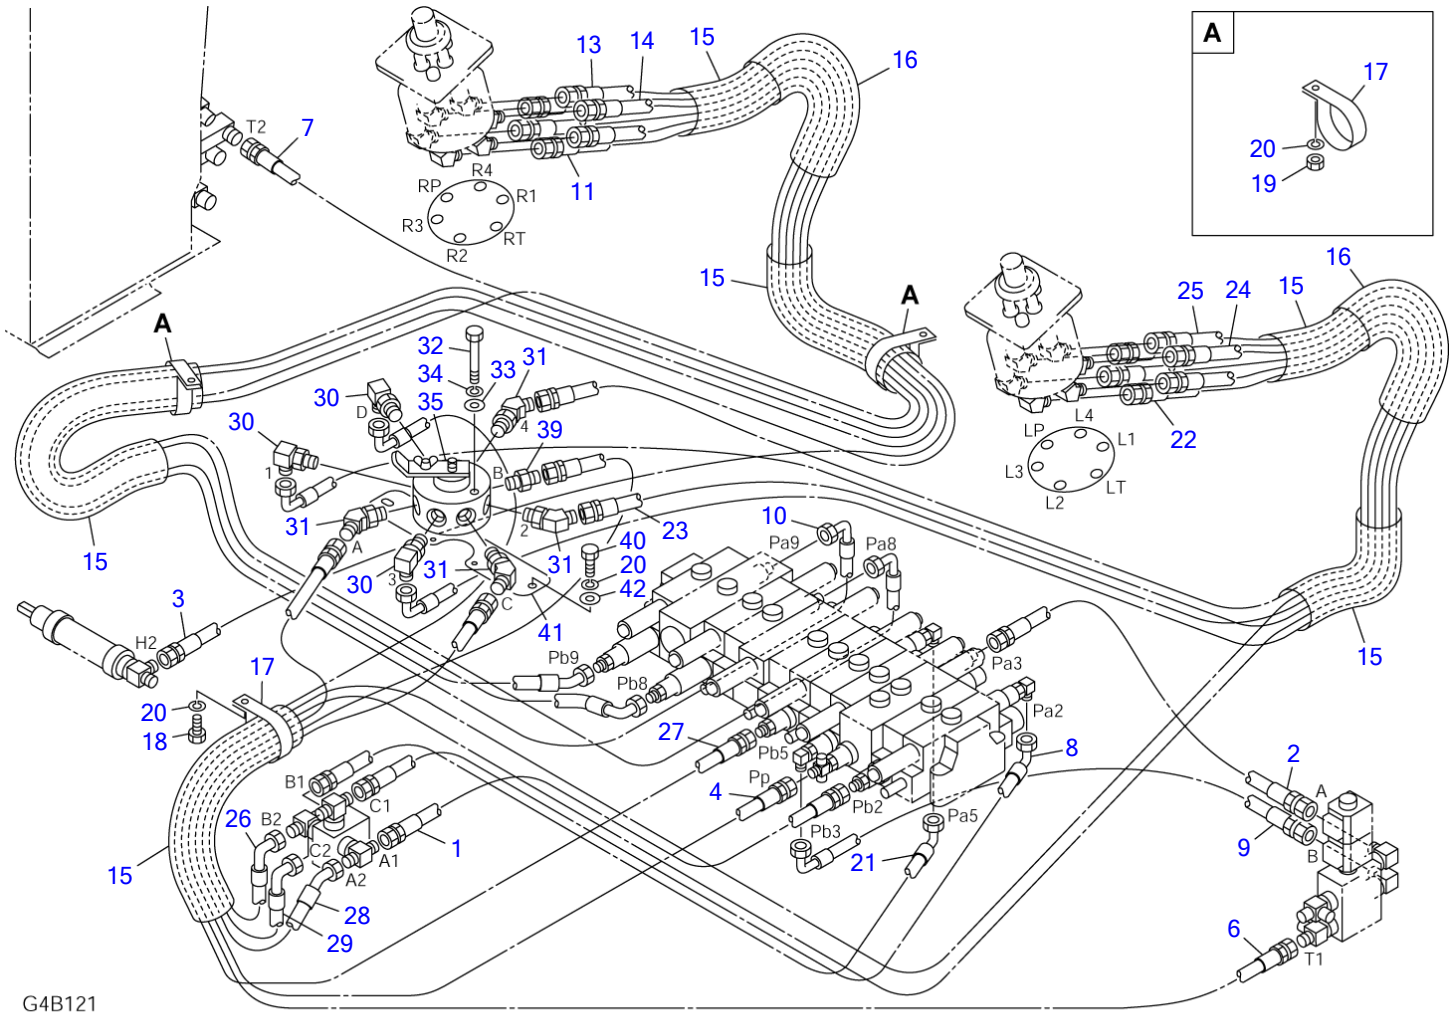 A
17
20
19
13
14
15
16
T2
7
11
RP
R4
R1
R3
R2
RT
15
A
16
15
25
24
22
L4
LP
L1
L3
L2
LT
15
A
32
34
33
31
30
D
35
4
30
1
B
39
31
A
2
23
31
30
3
31
C
40
20
42
41
10
Pa9
Pa8
15
3
H2
17
20
18
Pb9
Pb8
Pa3
Pa2
8
27
Pb5
Pp
4
Pb2
Pb3
Pa5
21
B1
C1
B2
26
C2
A1
1
A2
28
29
15
2
A
9
B
6
T1
G4B121